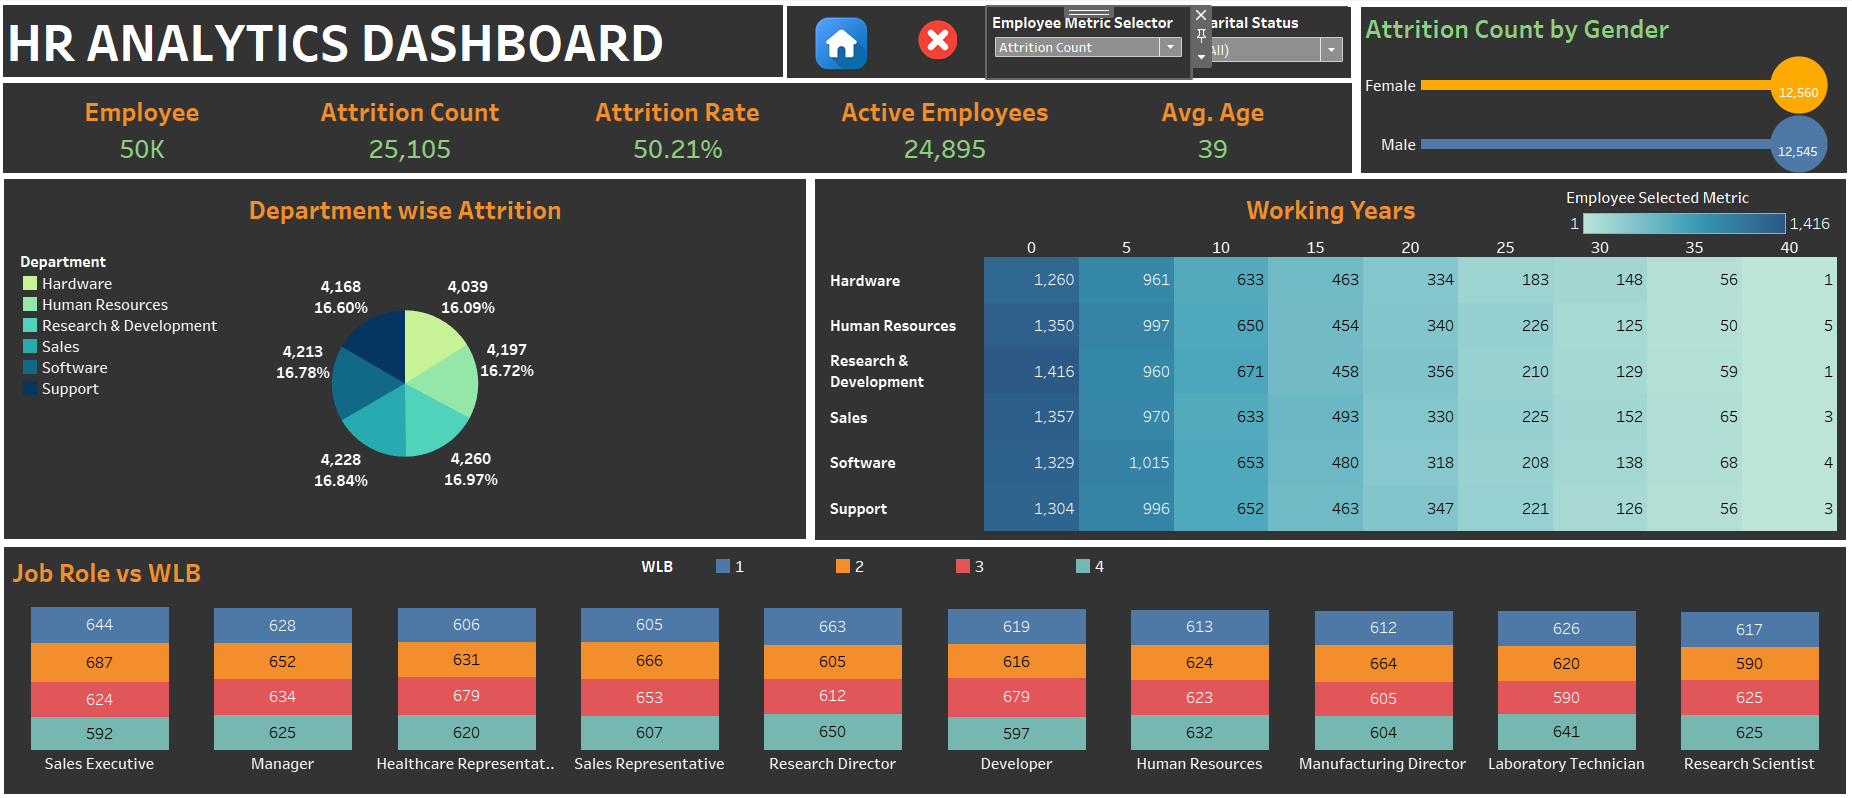 HR ANALYTICS DASHBOARD
Employee Metric Selector
Attrition Count
arital Status
All)
Attrition Count by Gender
Female 12,560
Male 12,545
Employee Attrition Count Attrition Rate Active Employees Avg. Age
50K 25,105 50.21% 24,895 39
Department wise Attrition
Department
Hardware
Human Resources
Research & Development
Sales
Software
Support
4,168
16.60%
4,039
16.09%
4,213
16.78%
4,197
16.72%
4,228
16.84%
4,260
16.97%
Working Years
Employee Selected Metric
1 1,416
0 5 10 15 20 25 30 35 40
Hardware 1,260 961 633 463 334 183 148 56 1
Human Resources 1,350 997 650 454 340 226 125 50 5
Research &
Development 1,416 960 671 458 356 210 129 59 1
Sales 1,357 970 633 493 330 225 152 65 3
Software 1,329 1,015 653 480 318 208 138 68 4
Support 1,304 996 652 463 347 221 126 56 3
Job Role vs WLB
WLB 1 2 3 4
644 628 606 605 663 619 613 612 626 617
687 652 631 666 605 616 624 664 620 590
624 634 679 653 612 679 623 605 590 625
592 625 620 607 650 597 632 604 641 625
Sales Executive Manager Healthcare Representat.. Sales Representative Research Director Developer Human Resources Manufacturing Director Laboratory Technician Research Scientist